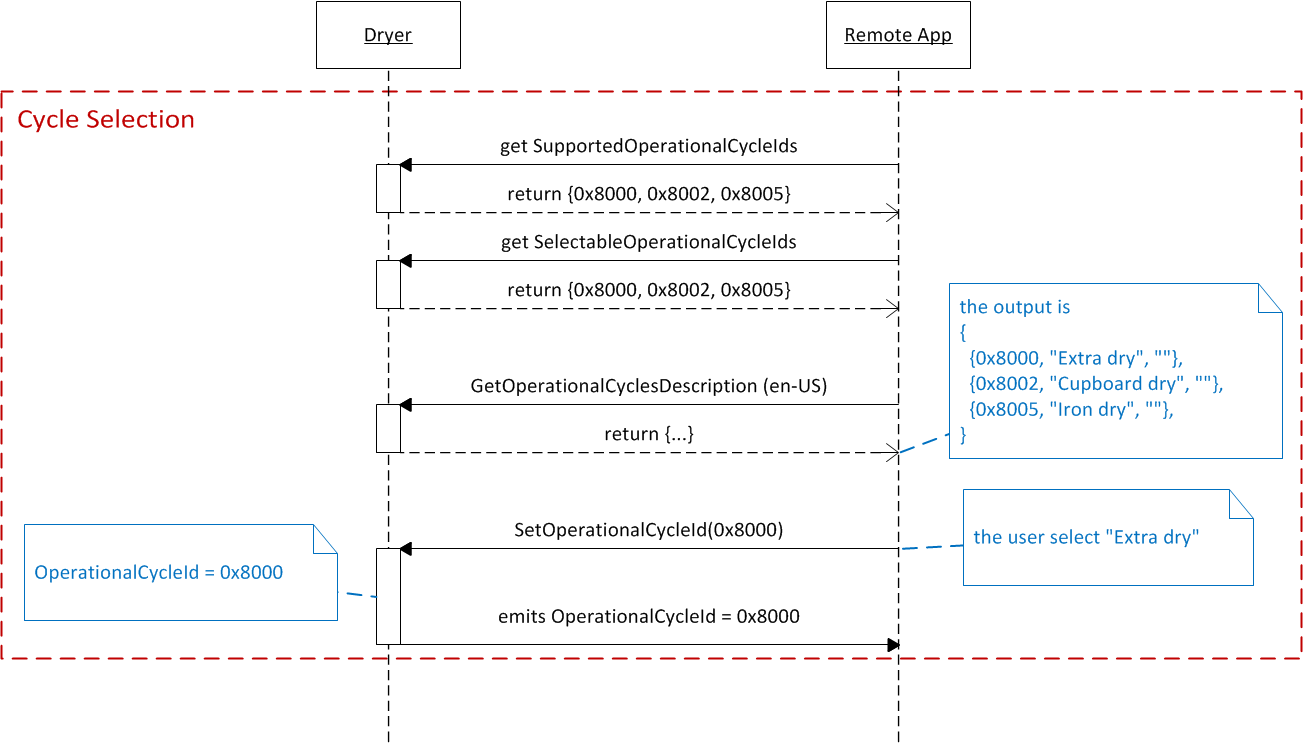 Dryer
Remote App
Cycle Selection
get SupportedOperationalCycleIds
return {0x8000, 0x8002, 0x8005}
get SelectableOperationalCycleIds
return {0x8000, 0x8002, 0x8005}
the output is
{
{0x8000, "Extra dry", ""},
{0x8002, "Cupboard dry", ""},
{0x8005, "Iron dry", ""},
}
GetOperationalCyclesDescription (en-US)
return {...}
SetOperationalCycleId(0x8000)
the user select "Extra dry"
OperationalCycleId = 0x8000
emits OperationalCycleId = 0x8000